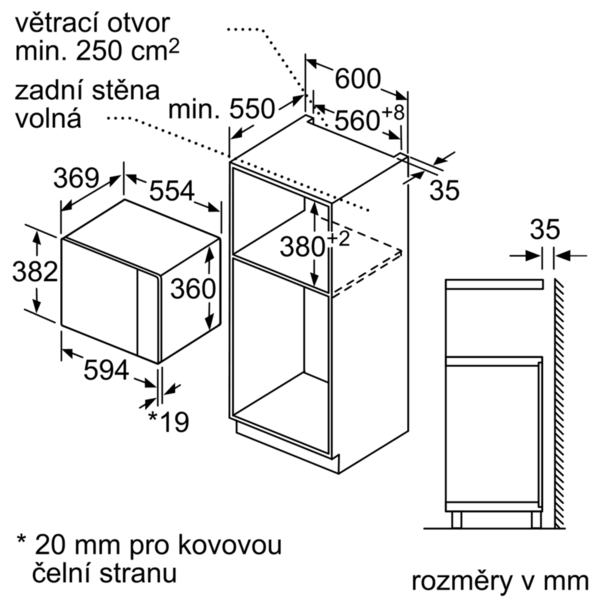 větrací otvor
min. 250 cm2
zadní stěna
volná
min. 550
600
560+8
35
369
554
382
360
380+2
594
*19
35
* 20 mm pro kovovou
čelní stranu
rozměry v mm